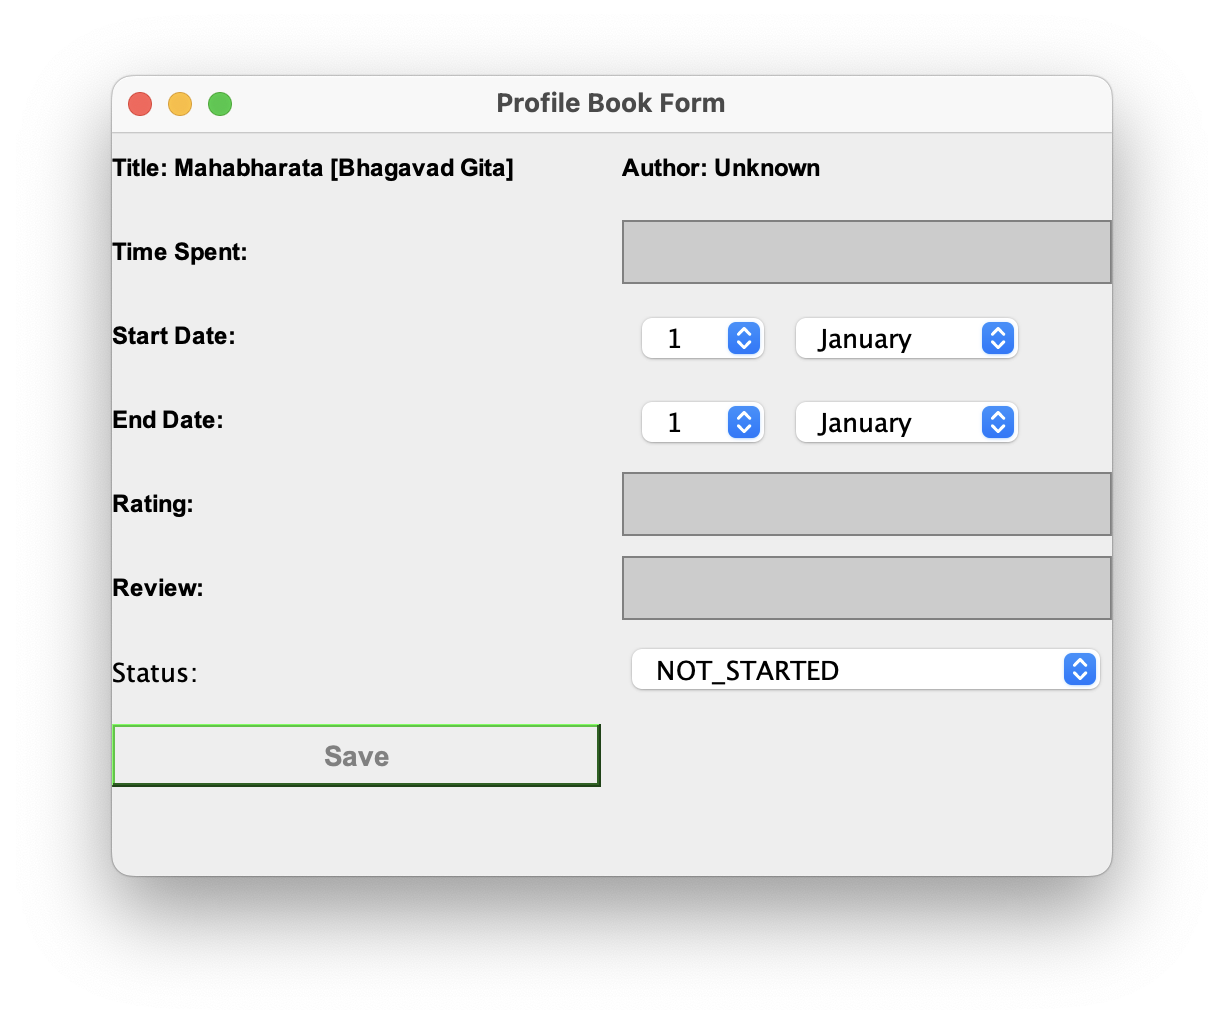 Profile Book Form
Title: Mahabharata [Bhagavad Gita] Author: Unknown
Time Spent:
Start Date: 1 January
End Date: 1 January
Rating:
Review:
Status: NOT_STARTED
Save